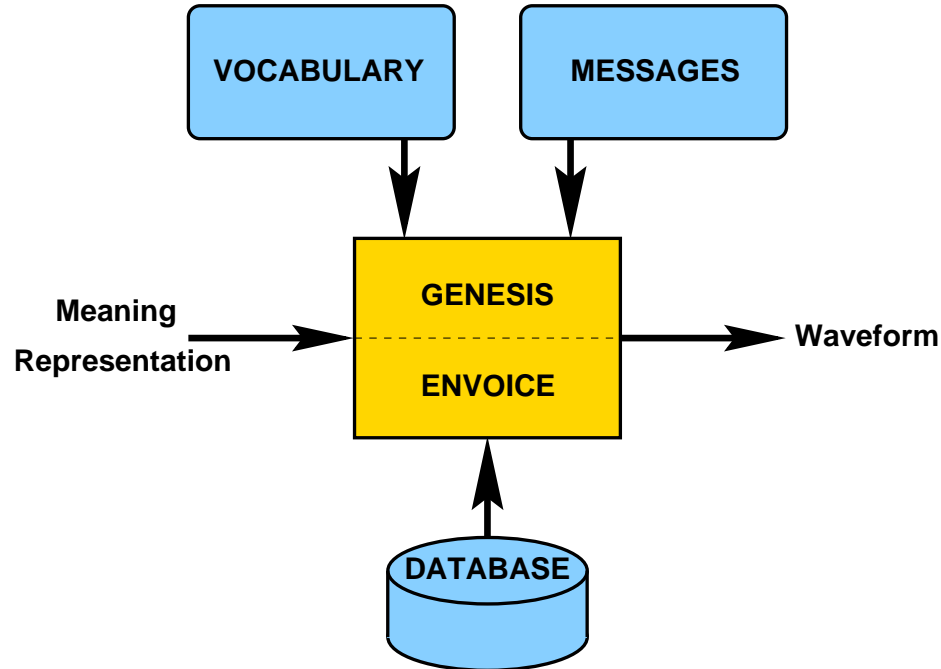 VOCABULARY
MESSAGES
GENESIS
Meaning
Representation
Waveform
ENVOICE
DATABASE